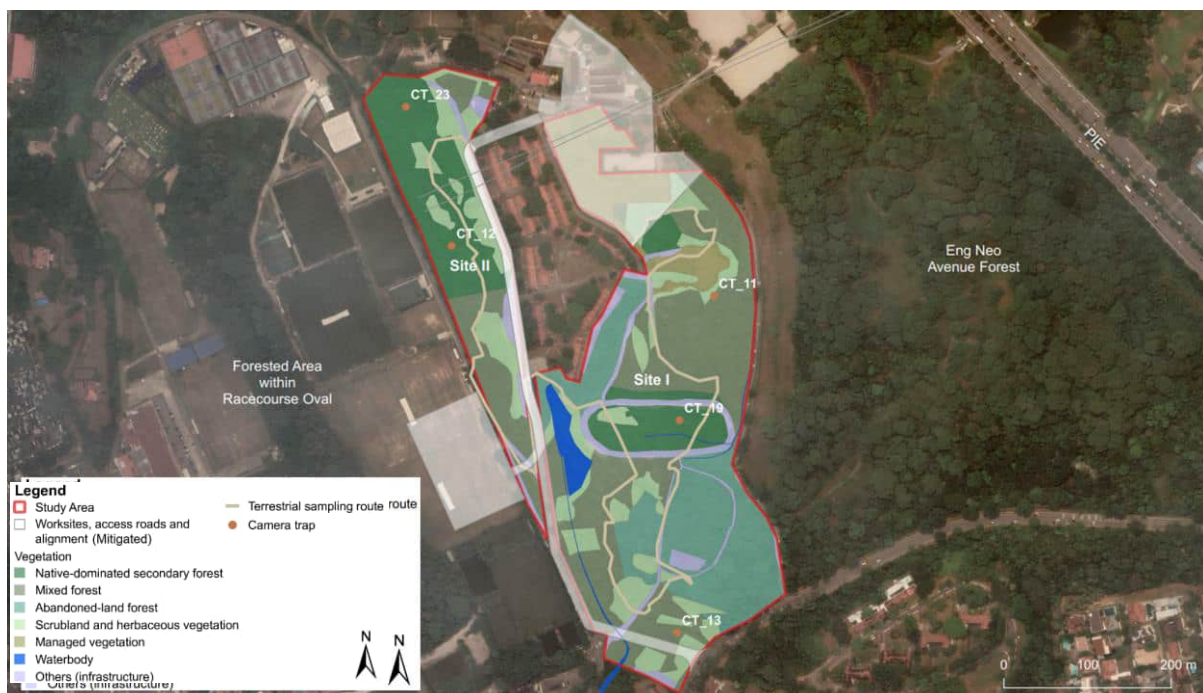 CT_23
PIE
CT_12
Site II
Eng Neo
Avenue Forest
CT_11
Forested Area
within
Racecourse Oval
Site I
CT_19
CT_13
Legend
Study Area
Worksites, access roads and
alignment (Mitigated)
Vegetation
Native-dominated secondary forest
Mixed forest
Abandoned-land forest
Scrubland and herbaceous vegetation
Managed vegetation
Waterbody
Others (infrastructure)
Others (infrastructure)
Terrestrial sampling route route
Camera trap
N N
0 100 200 m